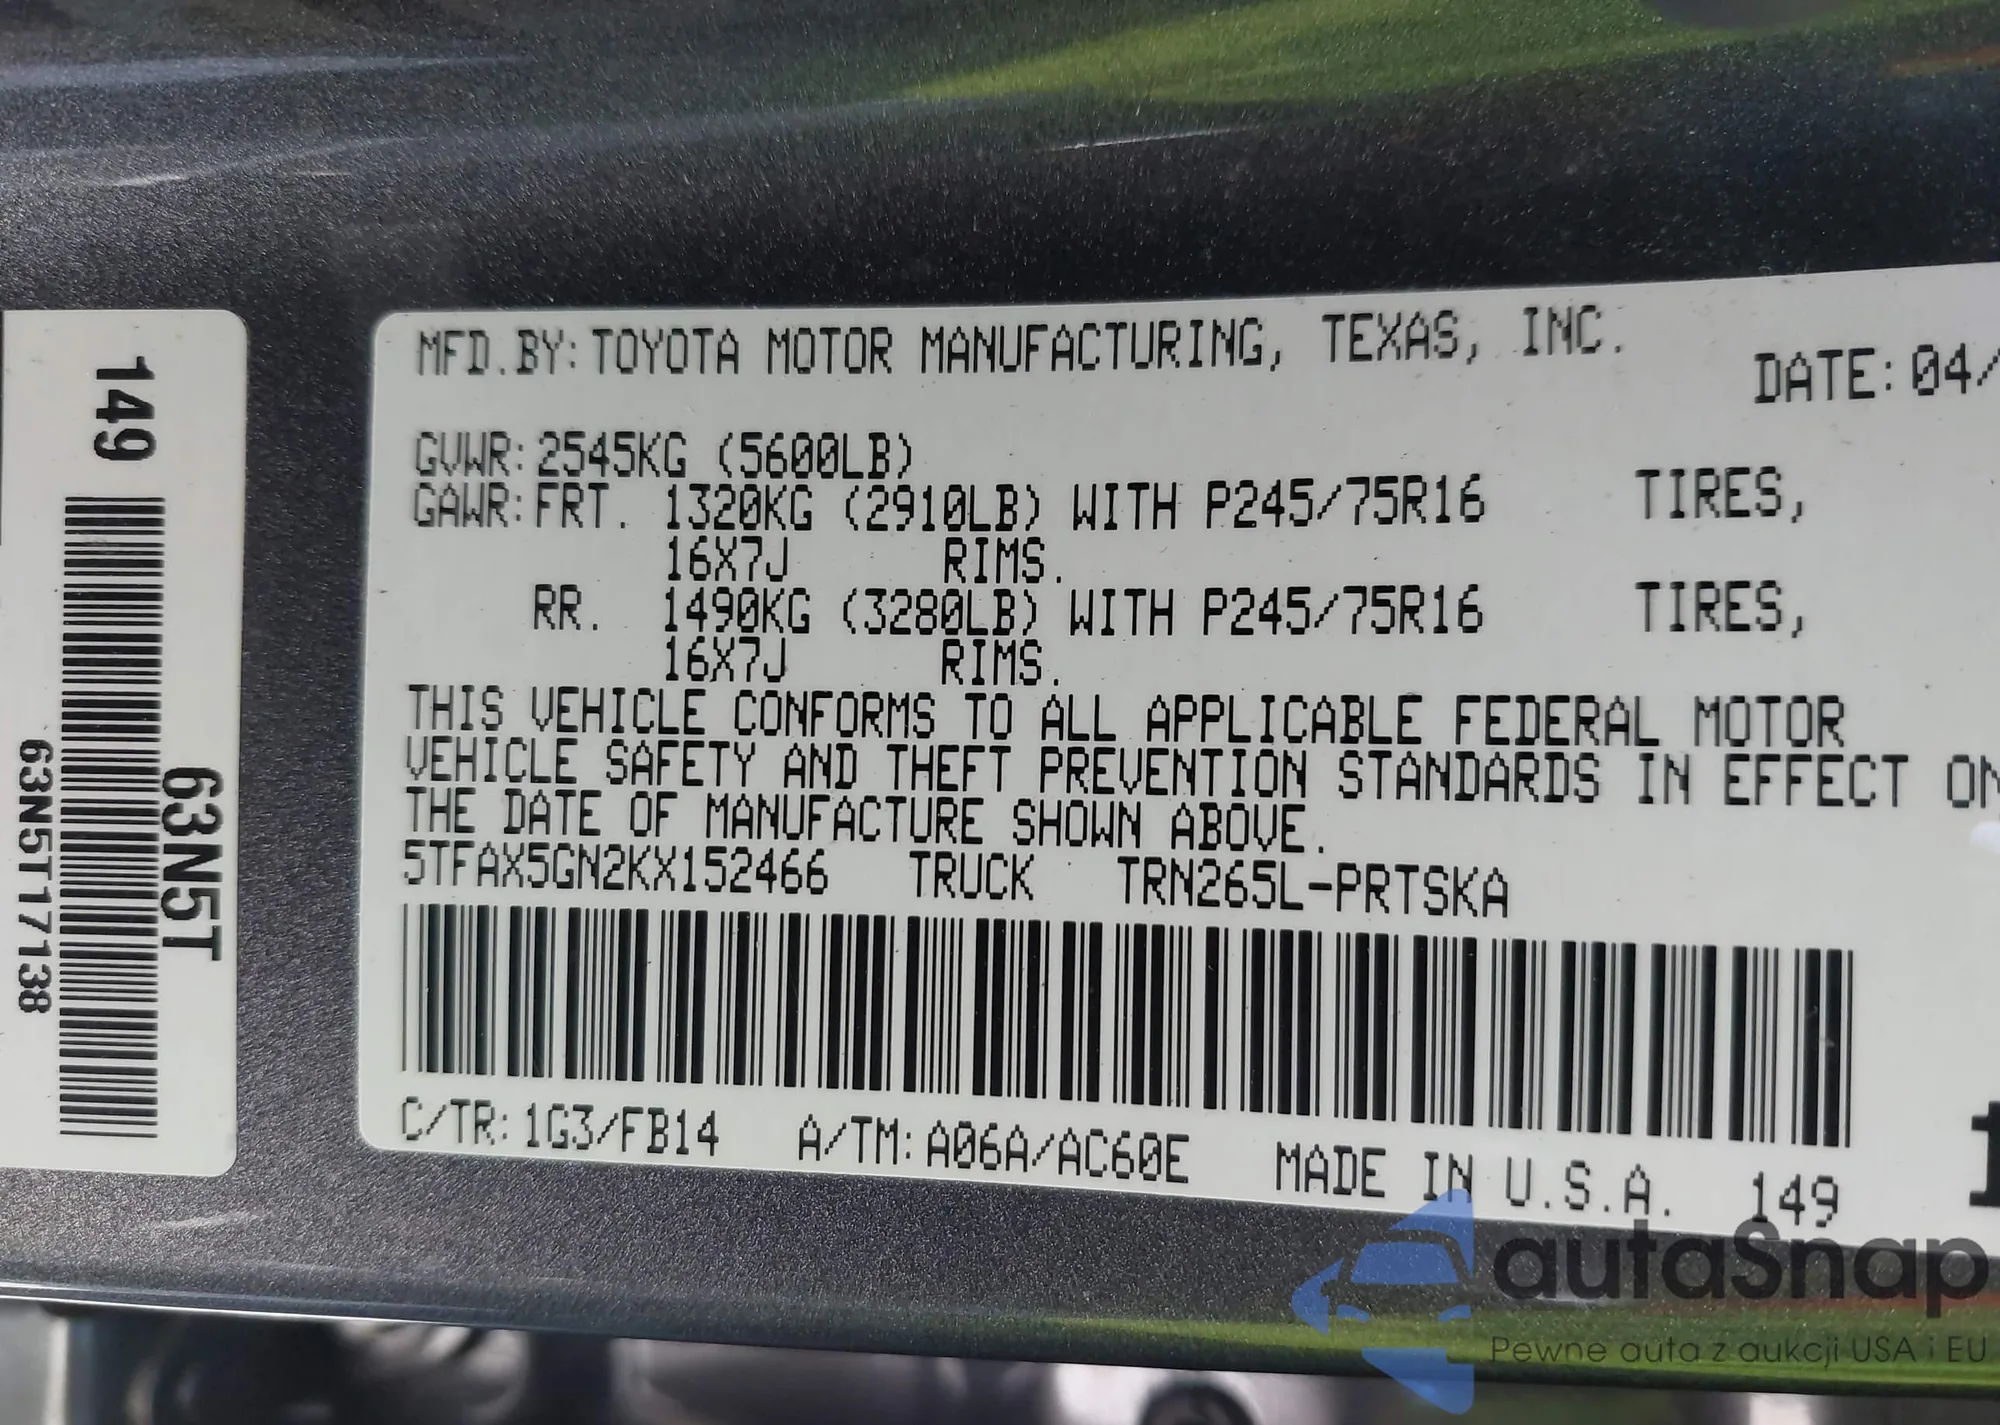 149
63N5T
63N5T17138
MFD.BY: TOYOTA MOTOR MANUFACTURING, TEXAS, INC.
DATE: 04/
GVWR: 2545KG (5600LB)
GAWR: FRT. 1320KG (2910LB) WITH P245/75R16 TIRES,
16X7J RIMS.
RR. 1490KG (3280LB) WITH P245/75R16 TIRES,
16X7J RIMS.
THIS VEHICLE CONFORMS TO ALL APPLICABLE FEDERAL MOTOR
VEHICLE SAFETY AND THEFT PREVENTION STANDARDS IN EFFECT ON
THE DATE OF MANUFACTURE SHOWN ABOVE.
5TFAX5GN2KX152466 TRUCK TRN265L-PRTSKA
C/TR: 1G3/FB14 A/TM: A06A/AC60E MADE IN U.S.A. 149
autaSnap
Pewne auta z aukcji USA i EU